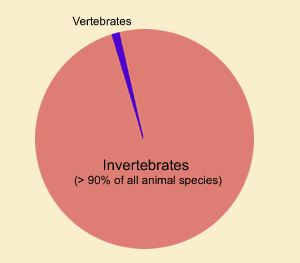 Vertebrates
Invertebrates
(> 90% of all animal species)